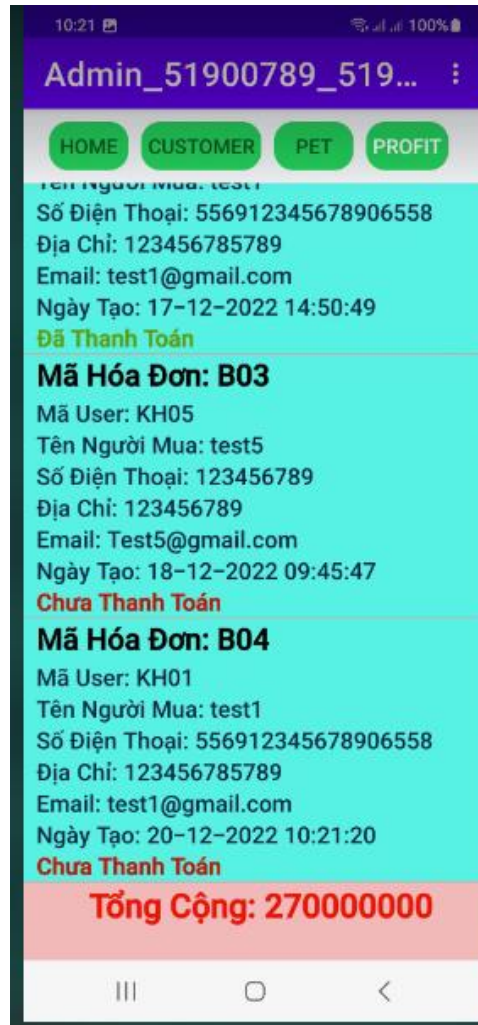 10:21
100%
Admin_51900789_519...
HOME CUSTOMER PET PROFIT
Tên Người Mua: test1
Số Điện Thoại: 556912345678906558
Địa Chỉ: 123456785789
Email: test1@gmail.com
Ngày Tạo: 17-12-2022 14:50:49
Đã Thanh Toán
Mã Hóa Đơn: B03
Mã User: KH05
Tên Người Mua: test5
Số Điện Thoại: 123456789
Địa Chỉ: 123456789
Email: Test5@gmail.com
Ngày Tạo: 18-12-2022 09:45:47
Chưa Thanh Toán
Mã Hóa Đơn: B04
Mã User: KH01
Tên Người Mua: test1
Số Điện Thoại: 556912345678906558
Địa Chỉ: 123456785789
Email: test1@gmail.com
Ngày Tạo: 20-12-2022 10:21:20
Chưa Thanh Toán
Tổng Cộng: 270000000